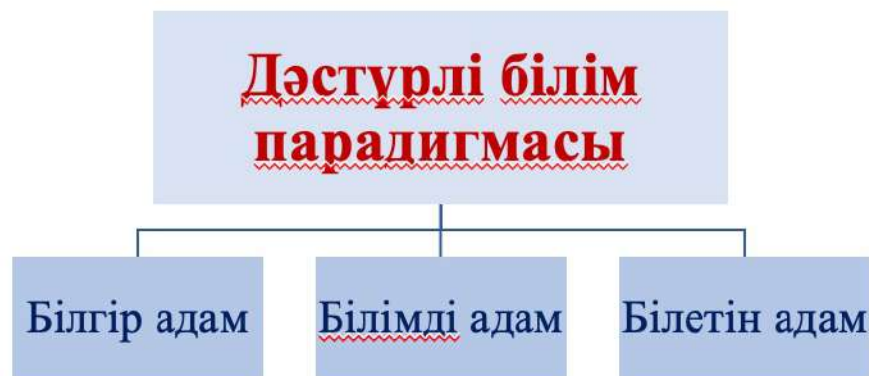 Дәстүрлі білім
парадигмасы
Білгір адам
Білімді адам
Білетін адам